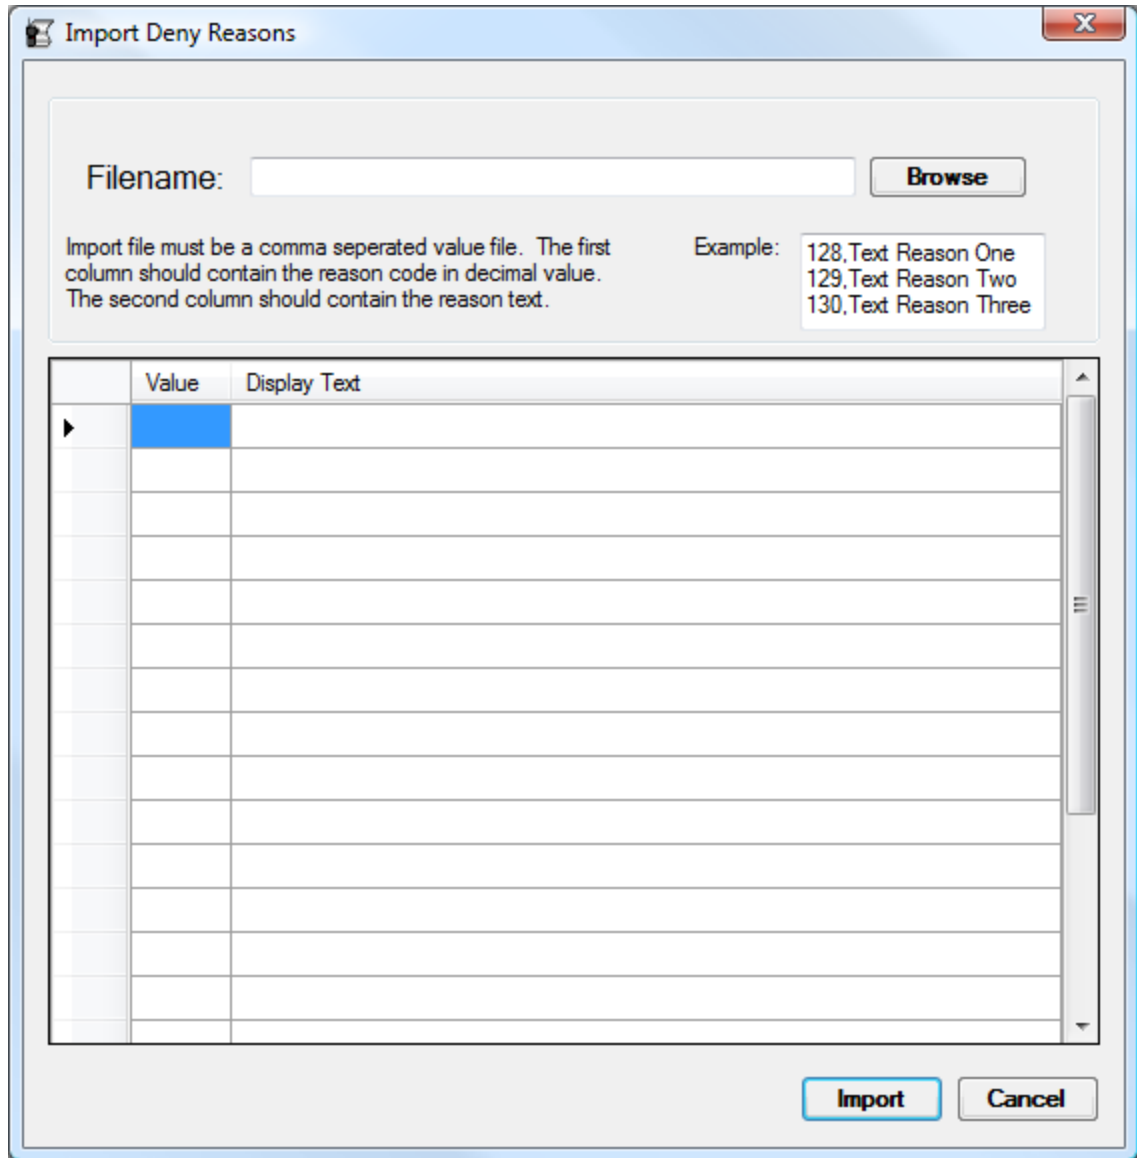 Import Deny Reasons
Filename:
Browse
Import file must be a comma seperated value file.  The first
column should contain the reason code in decimal value.
The second column should contain the reason text.
Example:
128,Text Reason One
129,Text Reason Two
130,Text Reason Three
Value
Display Text
Import
Cancel